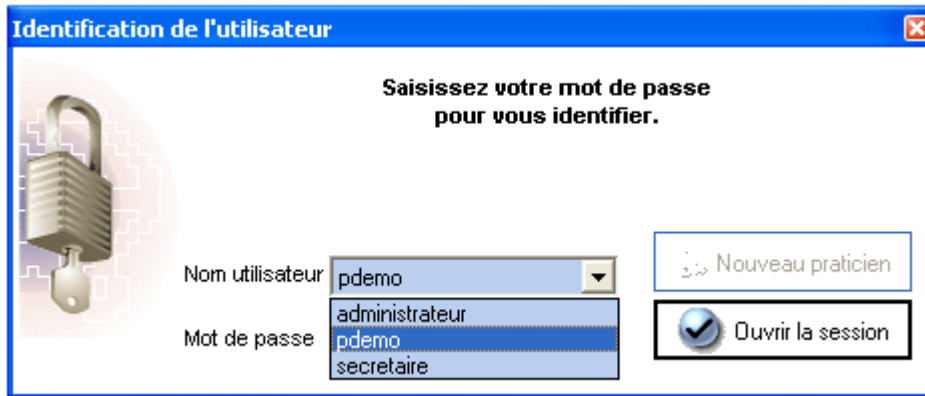 Identification de l'utilisateur
Saisissez votre mot de passe
pour vous identifier.
Nouveau praticien
Nom utilisateur pdemo
administrateur
Mot de passe pdemo
Ouvrir la session
secretaire